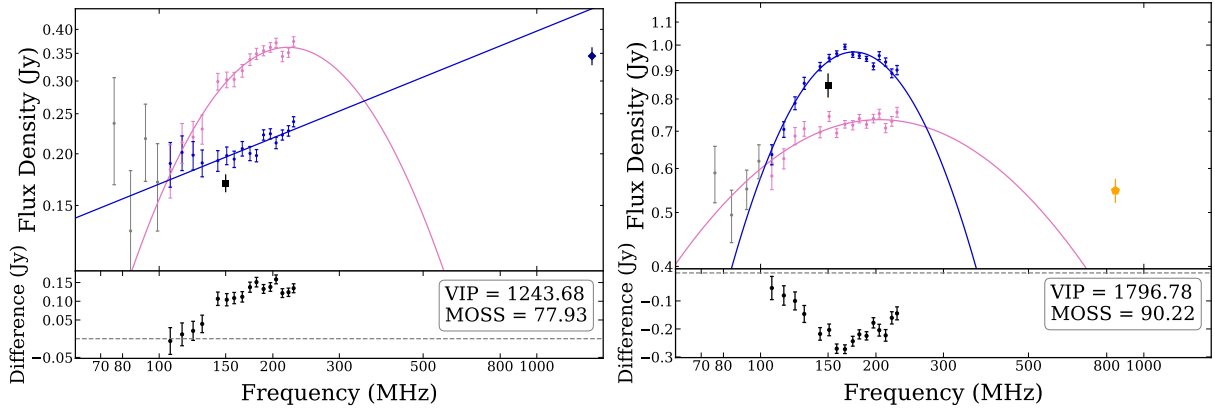 Flux Density (Jy)
0.40
0.35
0.30
0.25
0.20
0.15
Difference (Jy)
0.15
0.10
0.05
0.00
−0.05
VIP = 1243.68
MOSS = 77.93
70 80 100 150 200 300 500 1000
Frequency (MHz)
Flux Density (Jy)
1.1
1.0
0.9
0.8
0.7
0.6
0.5
0.4
Difference (Jy)
−0.1
−0.2
−0.3
VIP = 1796.78
MOSS = 90.22
70 80 100 150 200 300 500 800 1000
Frequency (MHz)